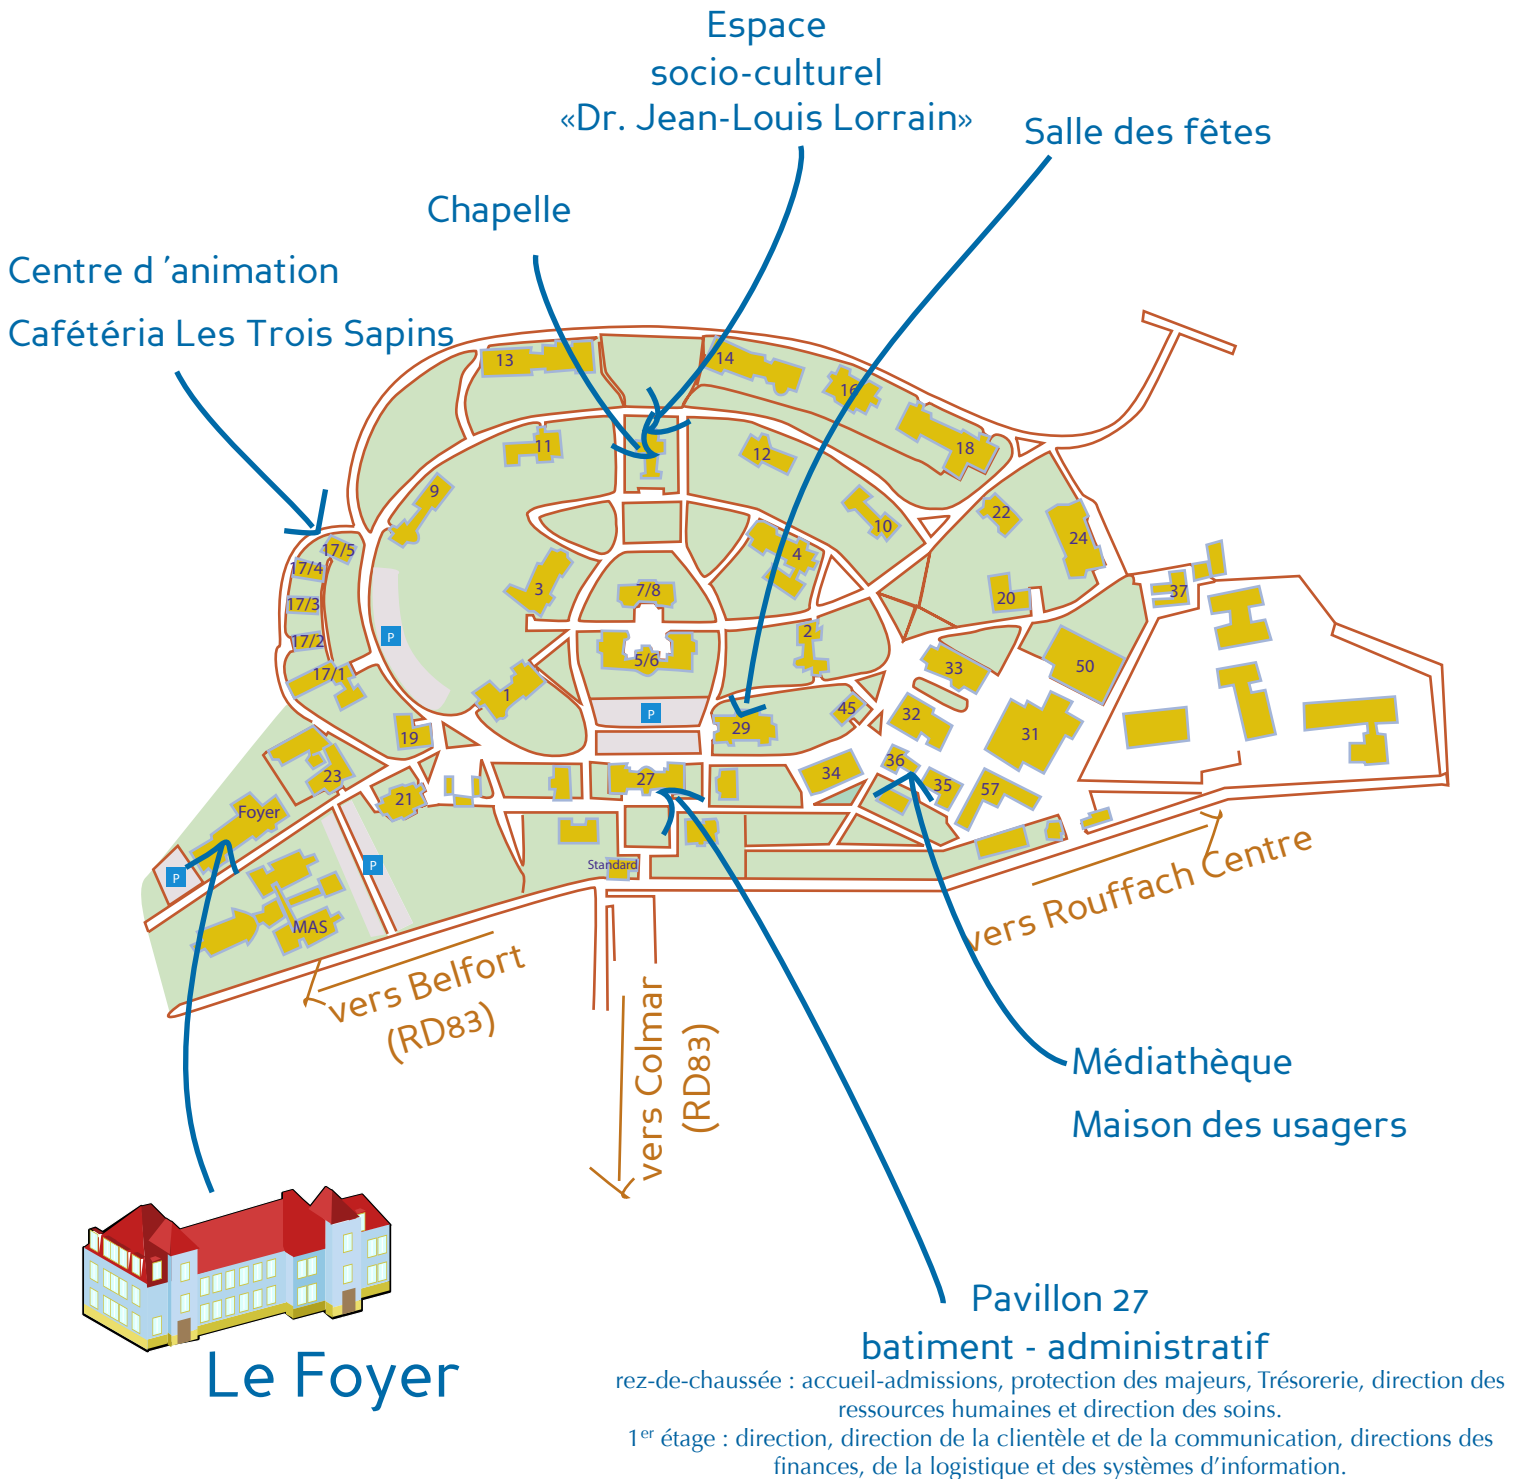 Espace
socio-culturel
«Dr. Jean-Louis Lorrain»
Salle des fêtes
Chapelle
Centre d ’animation
Cafétéria Les Trois Sapins
13
14
16
18
11
12
9
10
22
24
17/5
17/4
17/3
17/2
17/1
3
4
7/8
20
37
P
2
5/6
33
50
1
P
45
32
29
31
19
23
27
34
36
35
57
21
Foyer
Standard
P
P
MAS
vers Rouffach Centre
vers Belfort
(RD83)
vers Colmar
(RD83)
Médiathèque
Maison des usagers
Le Foyer
Pavillon 27
batiment - administratif
rez-de-chaussée : accueil-admissions, protection des majeurs, Trésorerie, direction des
ressources humaines et direction des soins.
1er étage : direction, direction de la clientèle et de la communication, directions des
finances, de la logistique et des systèmes d’information.